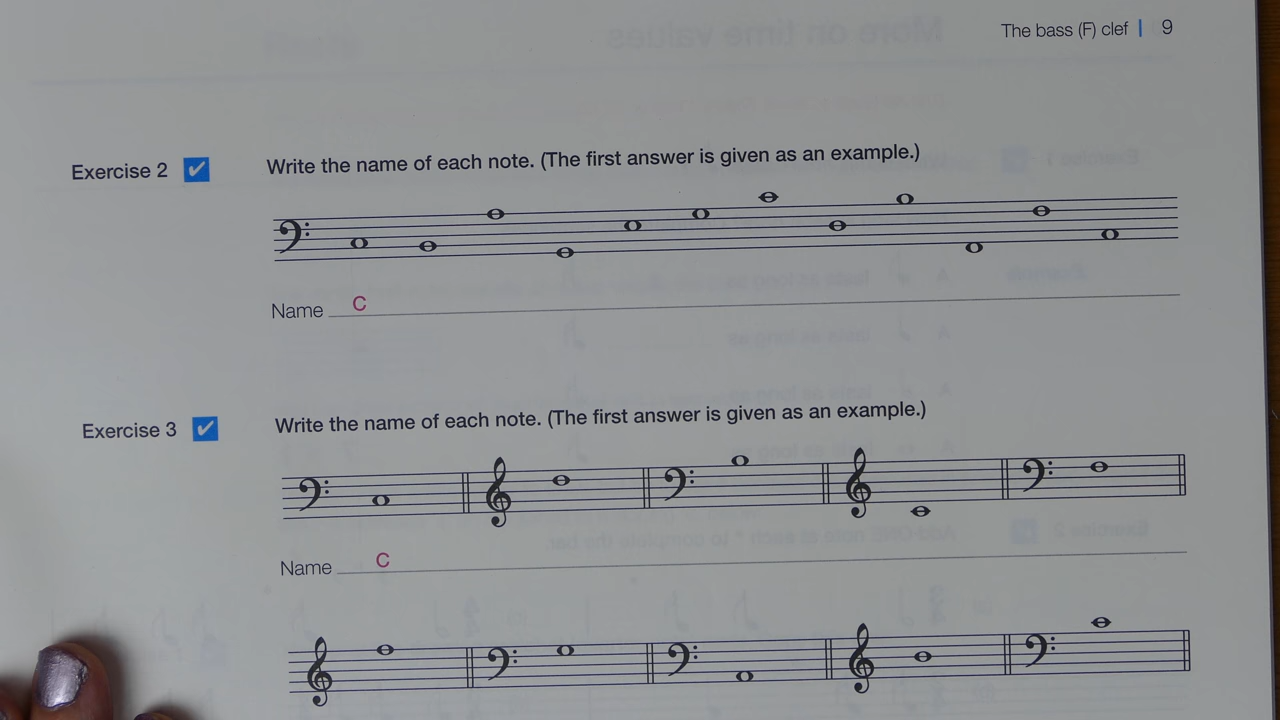 The bass (F) clef | 9
Exercise 2 ✔ Write the name of each note. (The first answer is given as an example.)
Name C
Exercise 3 ✔ Write the name of each note. (The first answer is given as an example.)
Name C